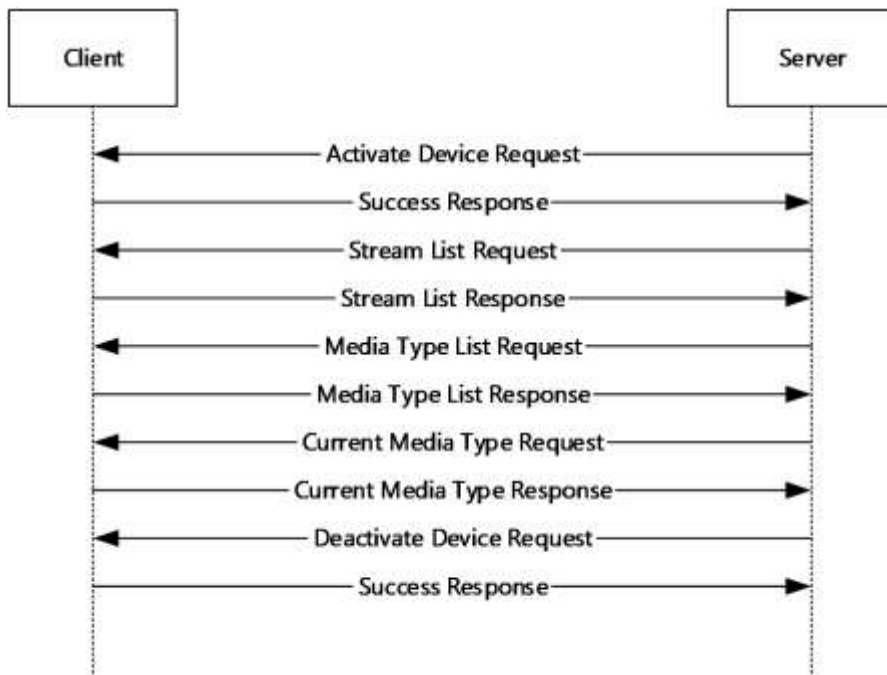 Client
Server
Activate Device Request
Success Response
Stream List Request
Stream List Response
Media Type List Request
Media Type List Response
Current Media Type Request
Current Media Type Response
Deactivate Device Request
Success Response